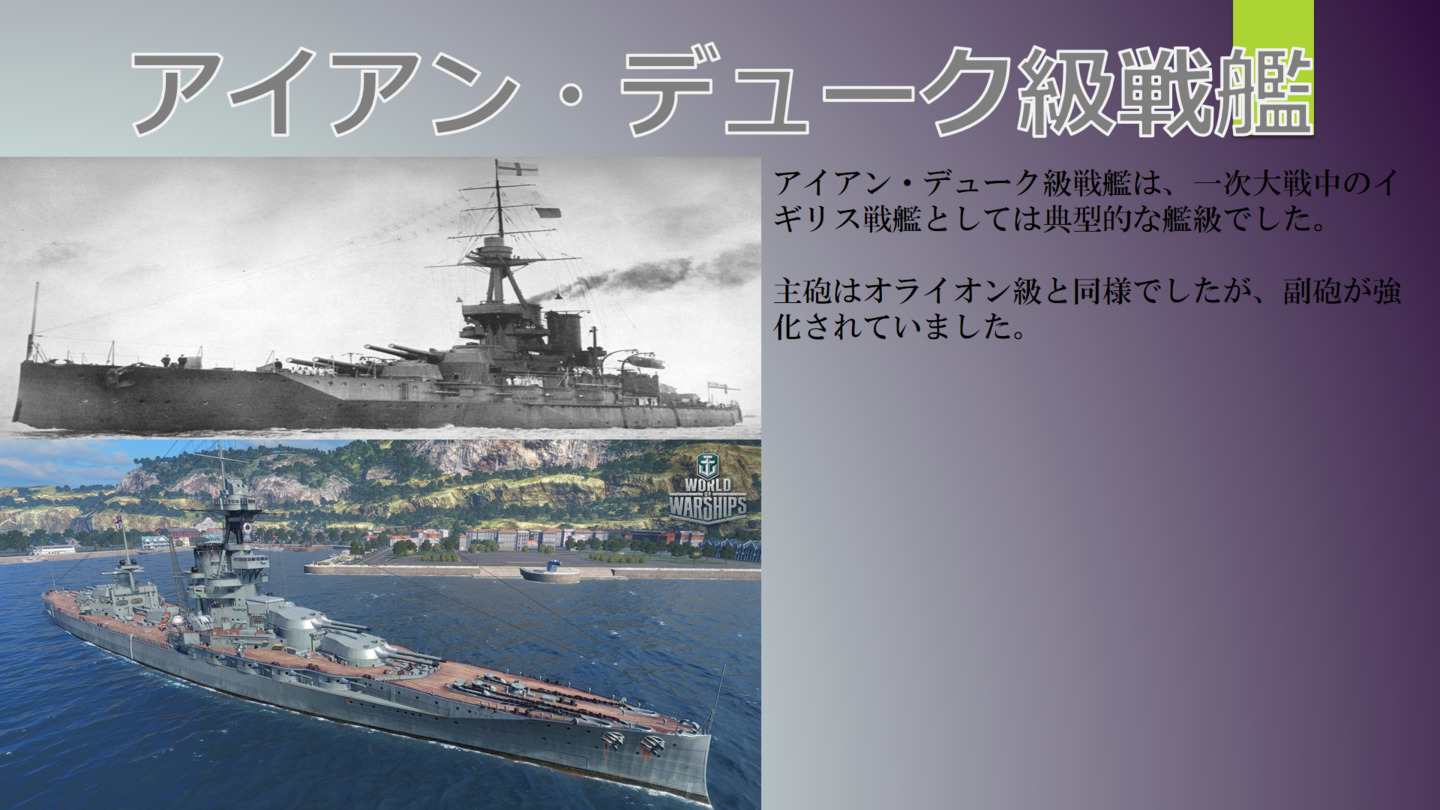 アイアン・デューク級戦艦
アイアン・デューク級戦艦は、一次大戦中のイ
ギリス戦艦としては典型的な艦級でした。
主砲はオライオン級と同様でしたが、副砲が強
化されていました。
WORLD
OF
WARSHIPS